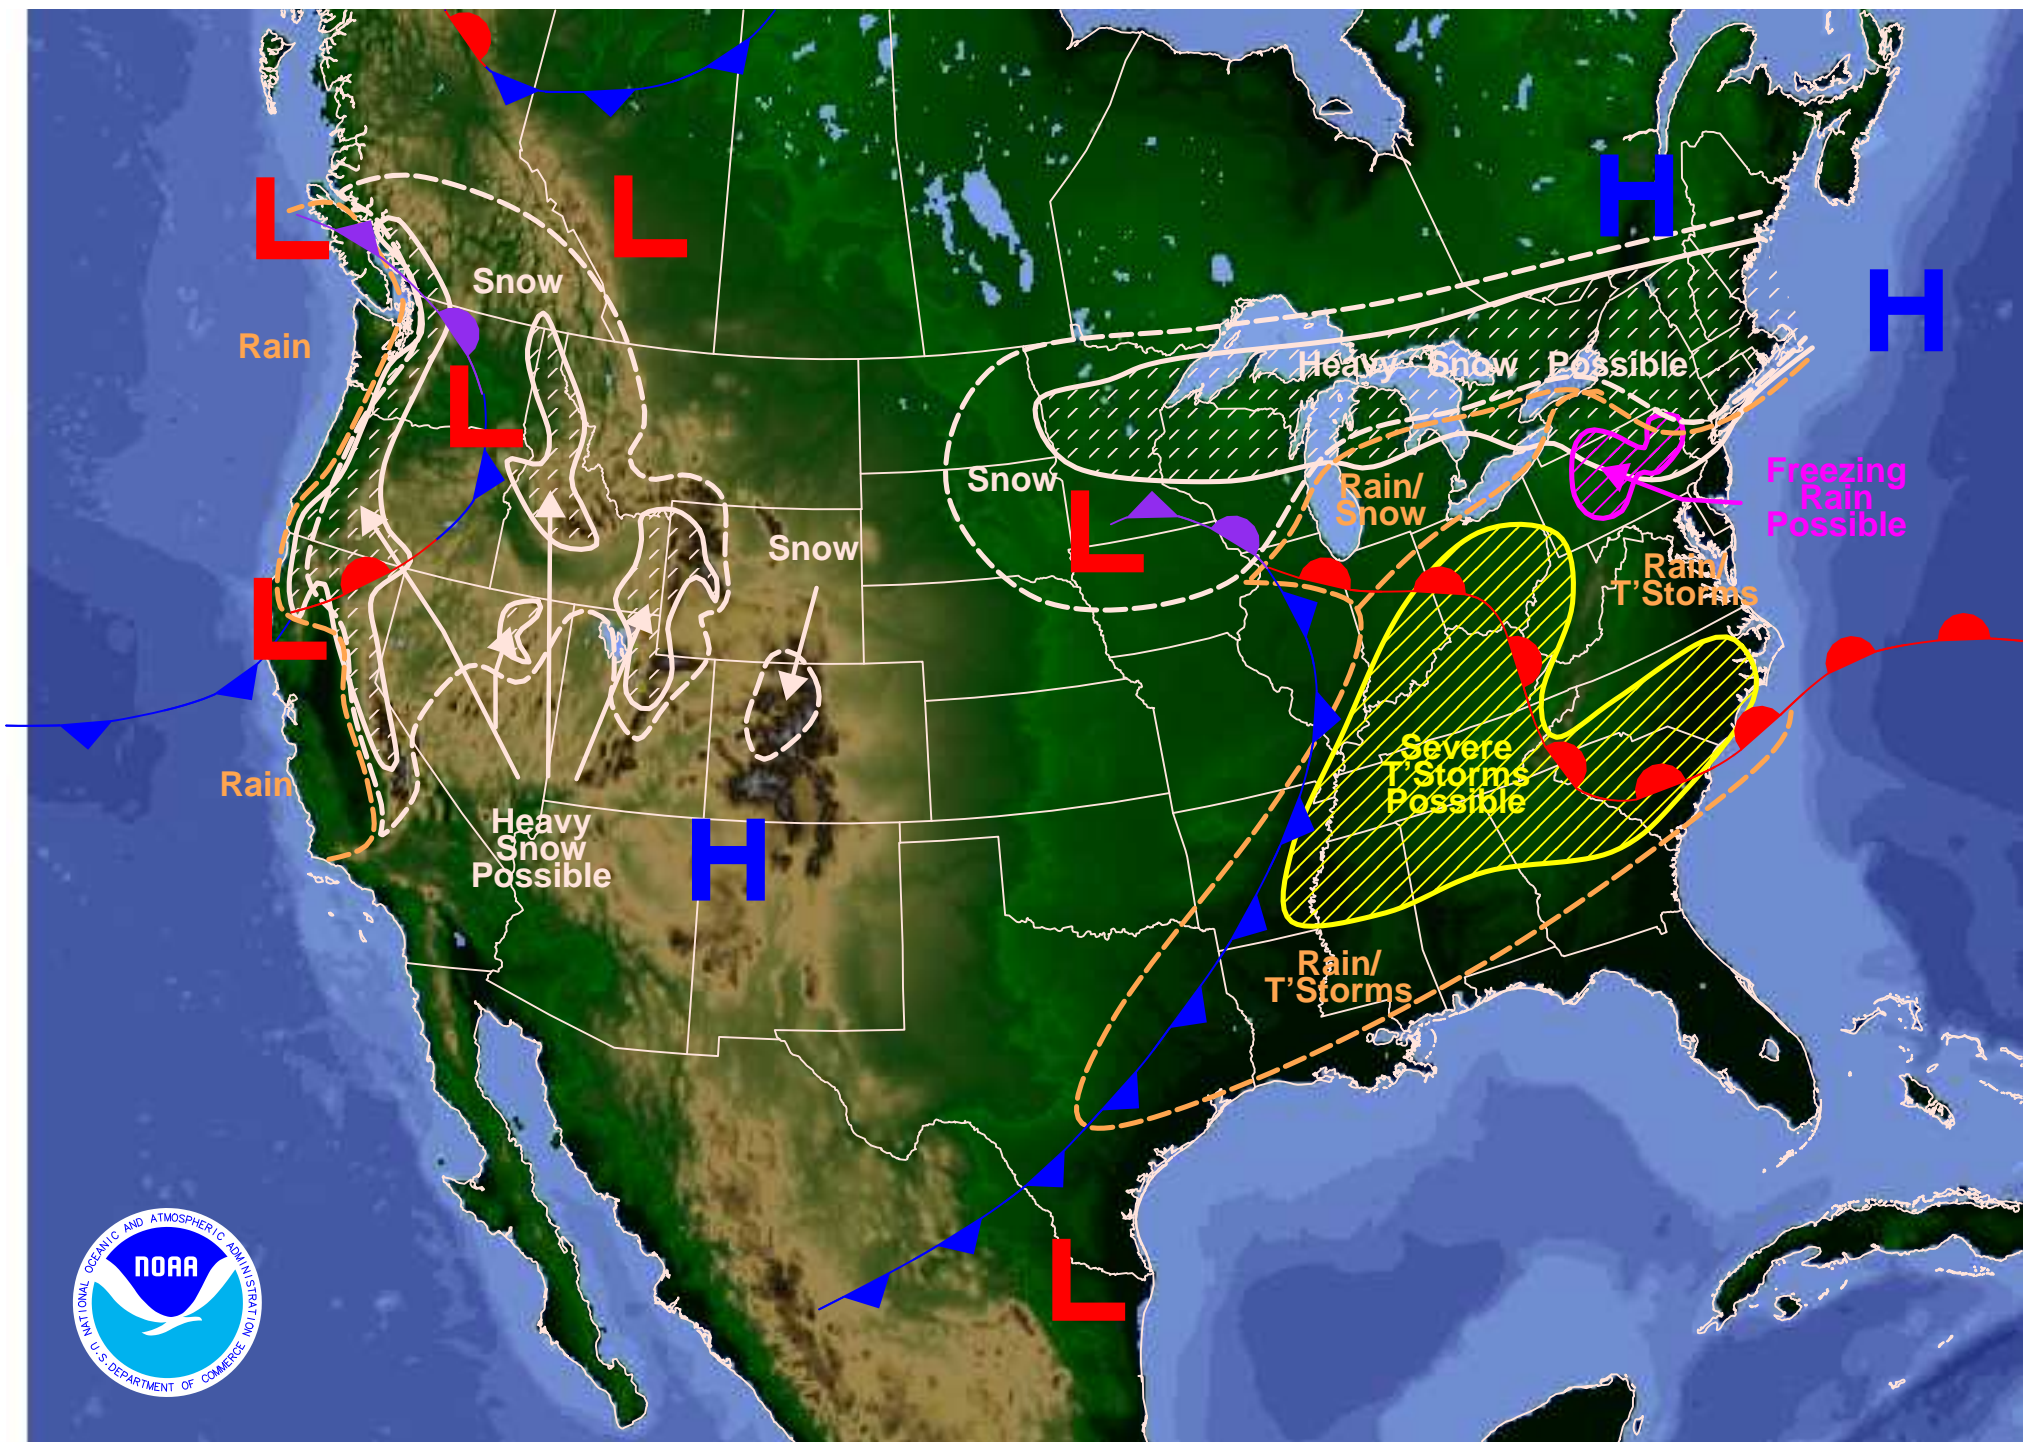 H
L
L
Snow
H
Rain
Heavy Snow Possible
L
Snow
Rain/
Snow
Freezing
Rain
Possible
L
Snow
Rain/
T'Storms
L
Severe
T'Storms
Possible
Rain
Heavy
Snow
Possible
H
Rain/
T'Storms
L
NATIONAL OCEANIC AND ATMOSPHERIC ADMINISTRATION
NOAA
U.S. DEPARTMENT OF COMMERCE